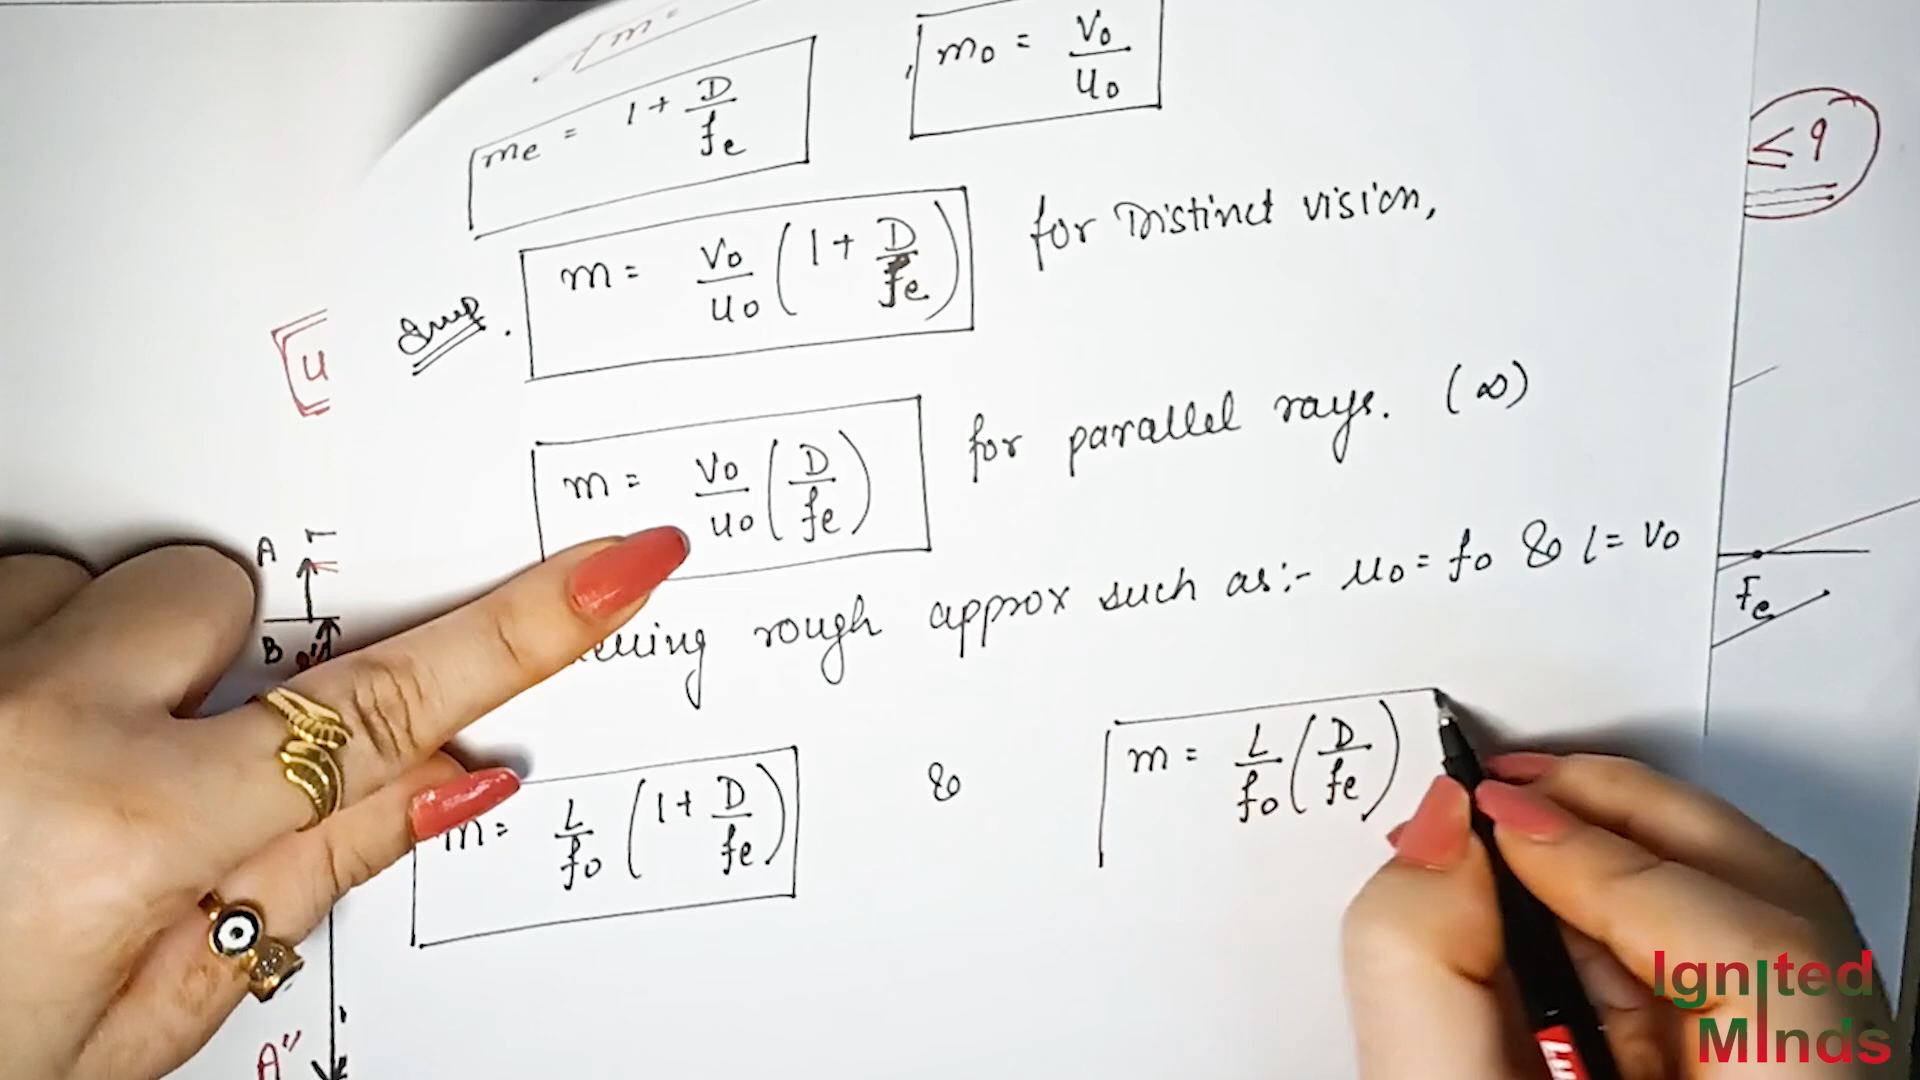 m =
me = 1 + D/fe , m0 = V0/u0
≤ 9
Imp. m = V0/u0 (1 + D/fe) for Distinct vision,
u
m = V0/u0 (D/fe) for parallel rays. (∞)
A
rough approx such as:- u0 = f0 & l = V0
Fe
B
m = L/f0 (1 + D/fe) & m = L/f0 (D/fe)
A"
Ignited
Minds